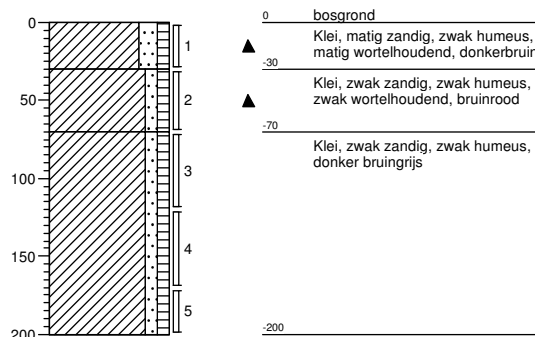 0
50
100
150
200
1
2
3
4
5
0 bosgrond
Klei, matig zandig, zwak humeus,
matig wortelhoudend, donkerbruin
-30
Klei, zwak zandig, zwak humeus,
zwak wortelhoudend, bruinrood
-70
Klei, zwak zandig, zwak humeus,
donker bruingrijs
-200